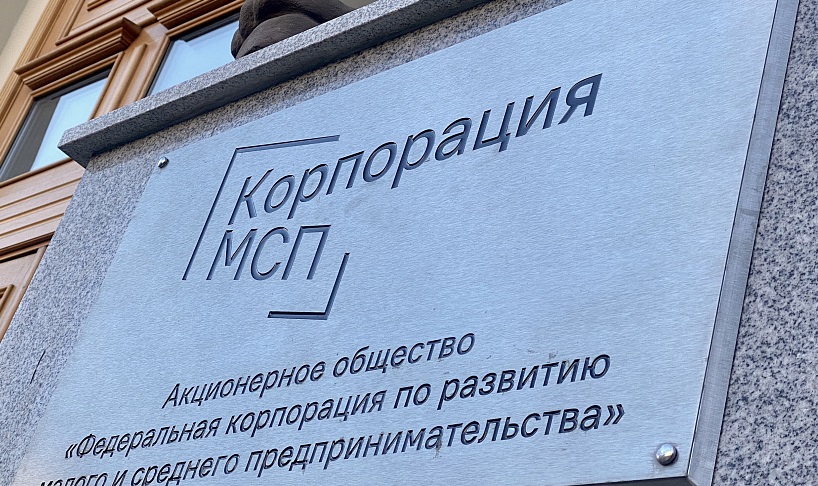 Корпорация
МСП
Акционерное общество
«Федеральная корпорация по развитию
малого и среднего предпринимательства»